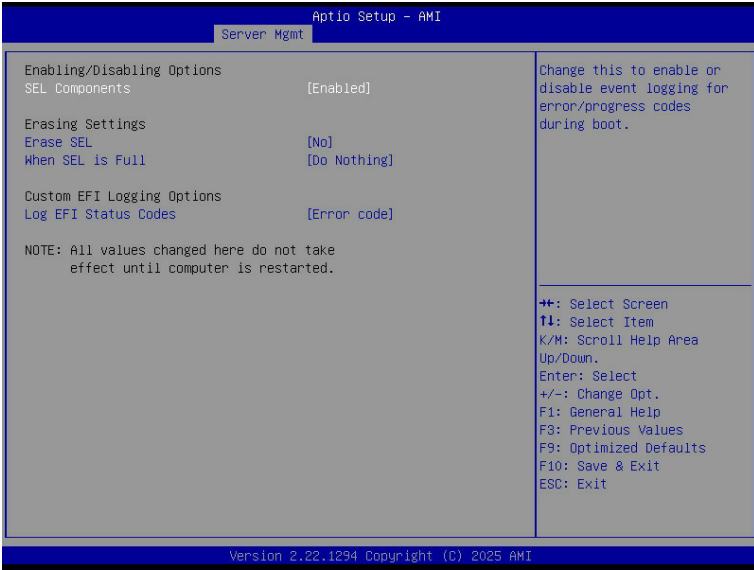 Aptio Setup – AMI
Server Mgmt
Enabling/Disabling Options
SEL Components [Enabled]
Erasing Settings
Erase SEL [No]
When SEL is Full [Do Nothing]
Custom EFI Logging Options
Log EFI Status Codes [Error code]
NOTE: All values changed here do not take
effect until computer is restarted.
Change this to enable or
disable event logging for
error/progress codes
during boot.
→←: Select Screen
↑↓: Select Item
K/M: Scroll Help Area
Up/Down.
Enter: Select
+/-: Change Opt.
F1: General Help
F3: Previous Values
F9: Optimized Defaults
F10: Save & Exit
ESC: Exit
Version 2.22.1294 Copyright (C) 2025 AMI